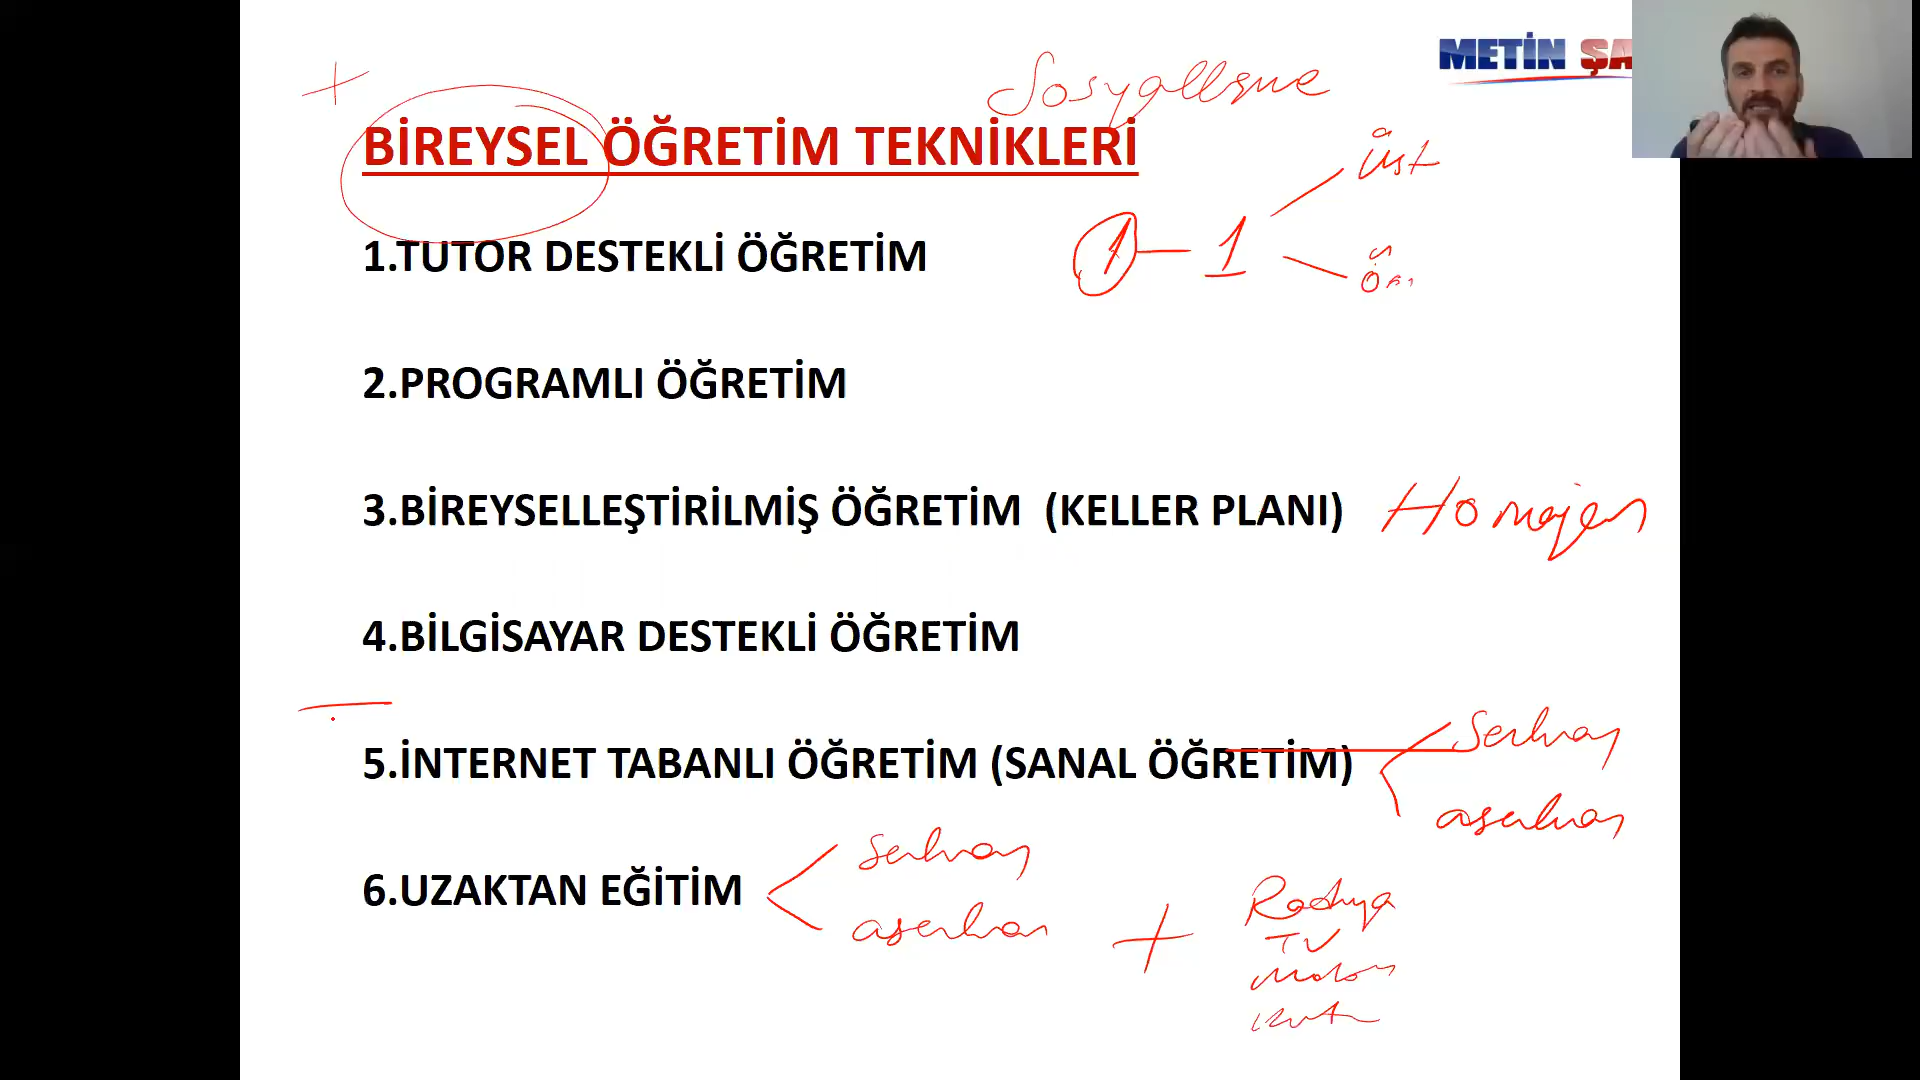 METİN ŞA
Sosyalleşme
BİREYSEL ÖĞRETİM TEKNİKLERİ
üst
1.TUTOR DESTEKLİ ÖĞRETİM 1 — 1
2.PROGRAMLI ÖĞRETİM
3.BİREYSELLEŞTİRİLMİŞ ÖĞRETİM (KELLER PLANI) Homojen
4.BİLGİSAYAR DESTEKLİ ÖĞRETİM
5.İNTERNET TABANLI ÖĞRETİM (SANAL ÖĞRETİM) senkron
asenkron
senkron
6.UZAKTAN EĞİTİM
asenkron + Radyo
TV